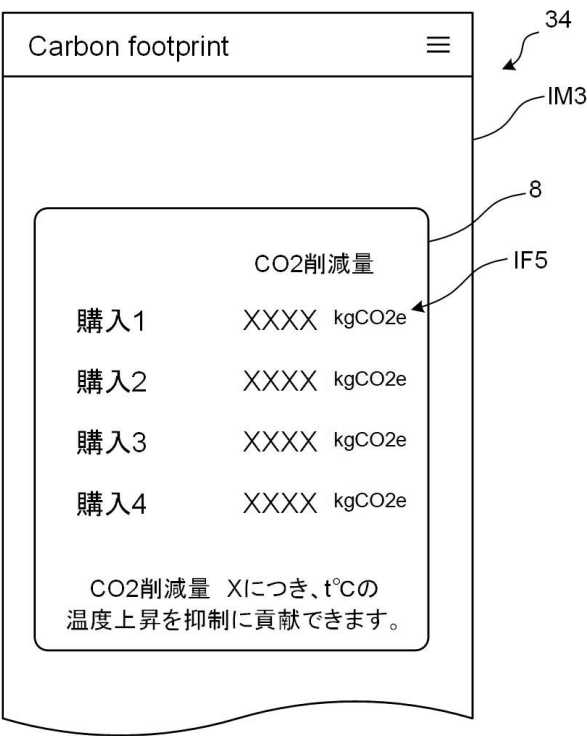 Carbon footprint
34
IM3
8
CO2削減量
IF5
購入1 XXXX kgCO2e
購入2 XXXX kgCO2e
購入3 XXXX kgCO2e
購入4 XXXX kgCO2e
CO2削減量 Xにつき、t℃の
温度上昇を抑制に貢献できます。